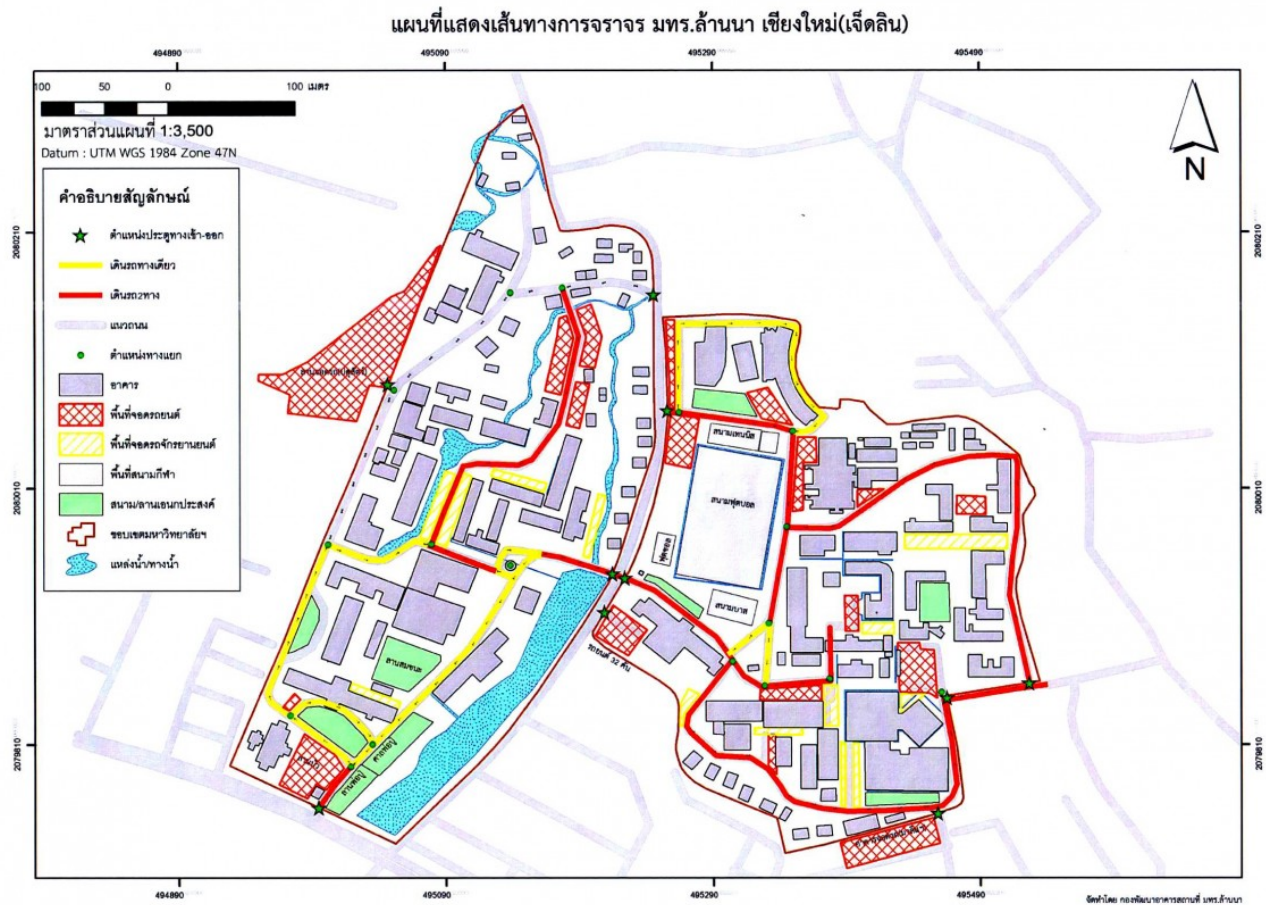 แผนที่แสดงเส้นทางการจราจร มทร.ล้านนา เชียงใหม่(เจ็ดลิน)
494890 495090 495290 495490
100 50 0 100 เมตร
มาตราส่วนแผนที่ 1:3,500
Datum : UTM WGS 1984 Zone 47N
N
คำอธิบายสัญลักษณ์
ตำแหน่งประตูทางเข้า-ออก
เดินรถทางเดียว
เดินรถ2ทาง
แนวถนน
ตำแหน่งทางแยก
อาคาร
พื้นที่จอดรถยนต์
พื้นที่จอดรถจักรยานยนต์
พื้นที่สนามกีฬา
สนาม/ลานเอนกประสงค์
ขอบเขตมหาวิทยาลัยฯ
แหล่งน้ำ/ทางน้ำ
2080210
2080210
สนามเทนนิส
สนามฟุตบอล
2080010
2080010
ฟุตซอล
สนามบาส
รถยนต์ 32 คัน
2079810
2079810
494890 495090 495290 495490
จัดทำโดย กองพัฒนาอาคารสถานที่ มทร.ล้านนา